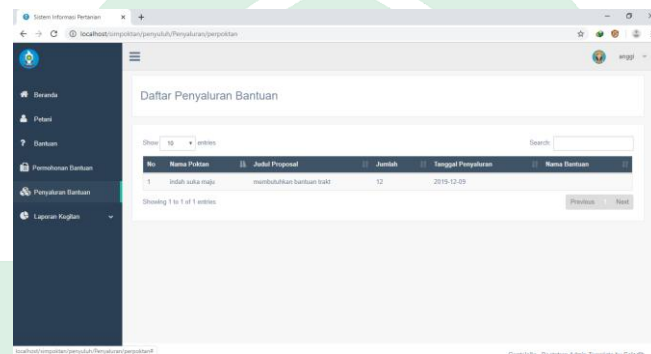 Sistem Informasi Pertanian
localhost/simpoktan/penyuluh/Penyaluran/perpoktan
anggi
Beranda
Petani
Bantuan
Permohonan Bantuan
Penyaluran Bantuan
Laporan Kegitan
Daftar Penyaluran Bantuan
Show 10 entries
Search:
No Nama Poktan Judul Proposal Jumlah Tanggal Penyaluran Nama Bantuan
1 indah suka maju membutuhkan bantuan trakt 12 2019-12-09
Showing 1 to 1 of 1 entries
Previous 1 Next
localhost/simpoktan/penyuluh/Penyaluran/perpoktan#